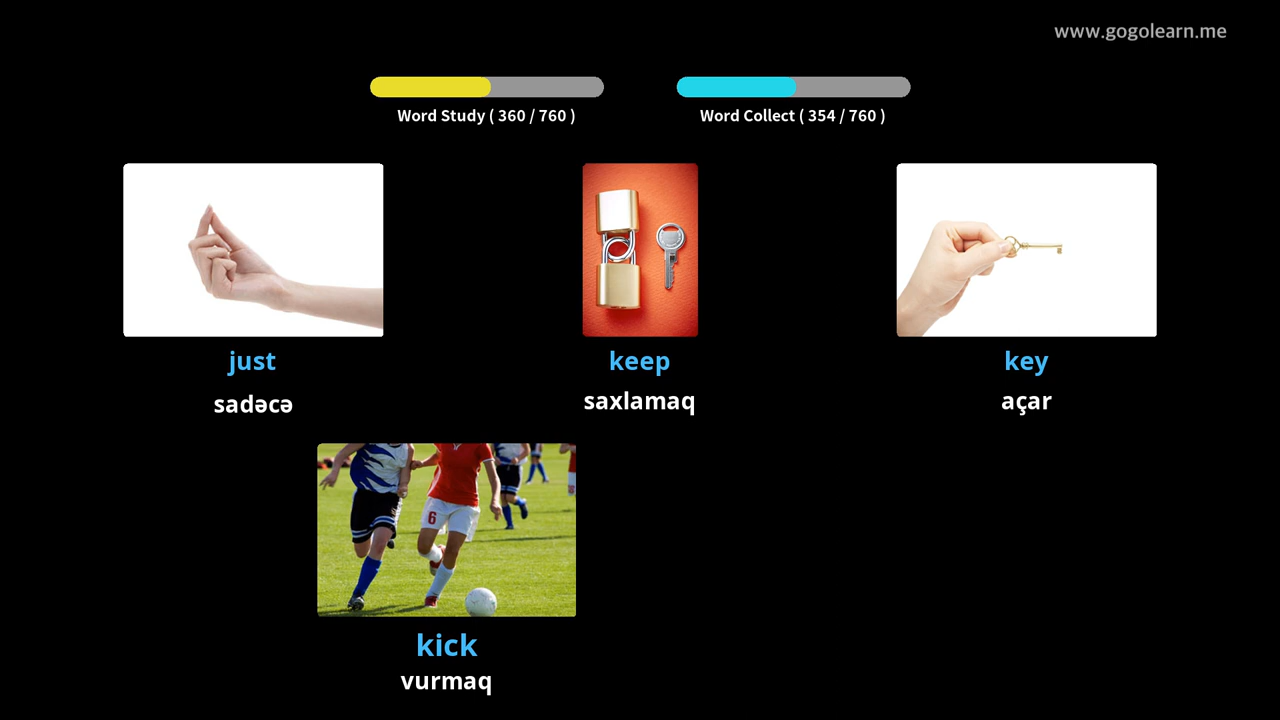 www.gogolearn.me
Word Study ( 360 / 760 )
Word Collect ( 354 / 760 )
just
sadəcə
keep
saxlamaq
key
açar
6
kick
vurmaq